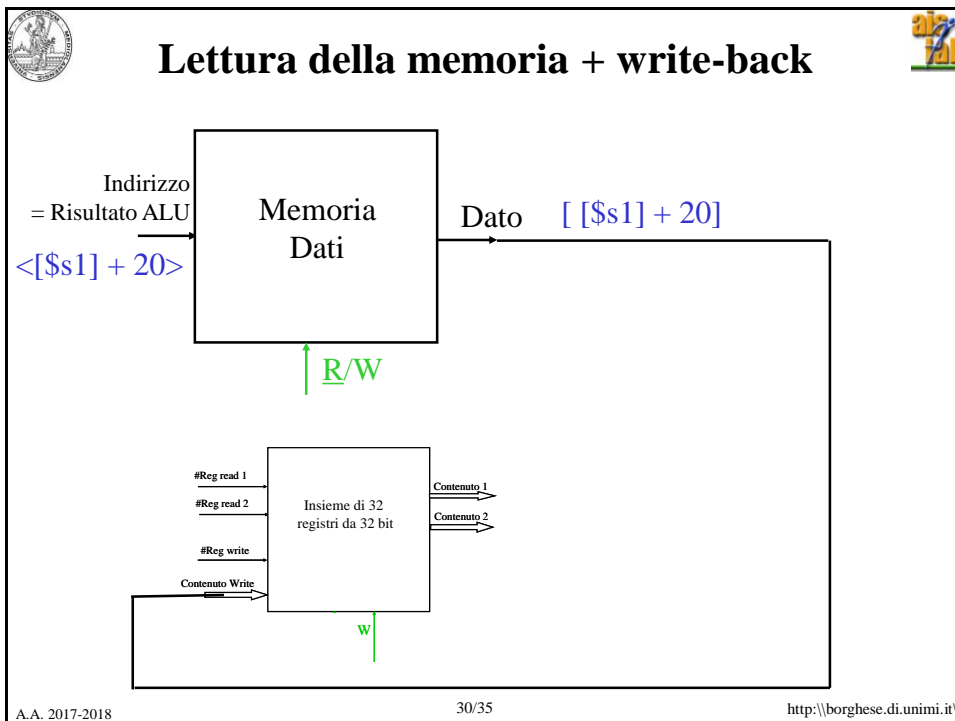 Lettura della memoria + write-back
Indirizzo
= Risultato ALU
<[$s1] + 20>
Memoria
Dati
Dato
[ [$s1] + 20]
R/W
#Reg read 1
#Reg read 2
#Reg write
Contenuto Write
Insieme di 32
registri da 32 bit
Contenuto 1
Contenuto 2
W
A.A. 2017-2018
30/35
http:\\borghese.di.unimi.it\